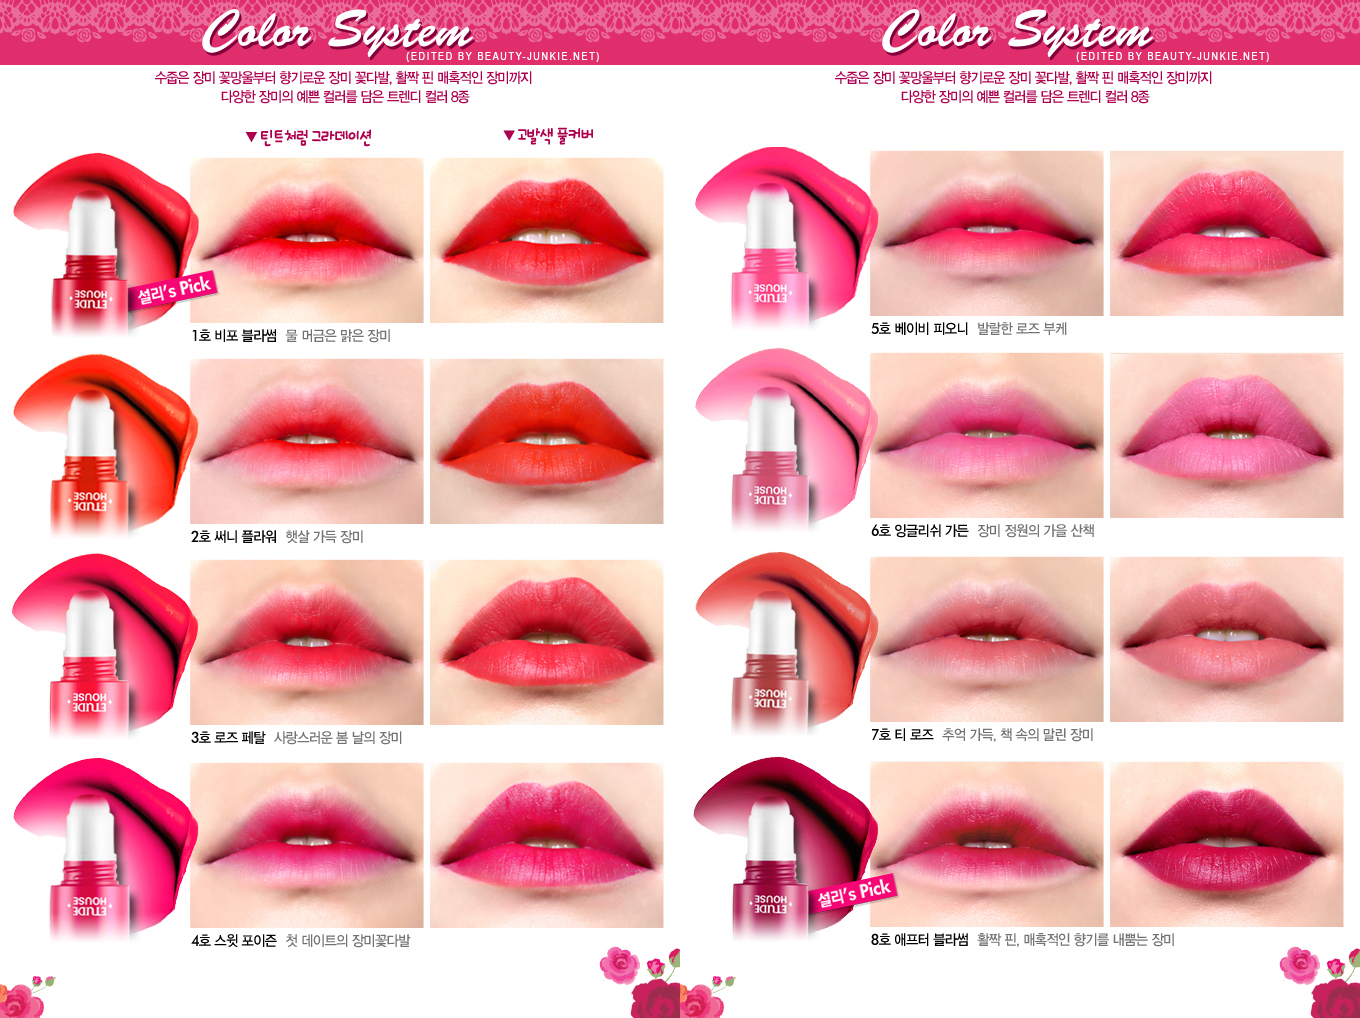 Color System
(EDITED BY BEAUTY-JUNKIE.NET)
수줍은 장미 꽃망울부터 향기로운 장미 꽃다발, 활짝 핀 매혹적인 장미까지
다양한 장미의 예쁜 컬러를 담은 트렌디 컬러 8종
▼틴트처럼 그라데이션
▼고발색 풀커버
ETUDE
HOUSE
설리's Pick
1호 비포 블라썸 물 머금은 맑은 장미
ETUDE
HOUSE
2호 써니 플라워 햇살 가득 장미
ETUDE
HOUSE
3호 로즈 페탈 사랑스러운 봄 날의 장미
ETUDE
HOUSE
4호 스윗 포이즌 첫 데이트의 장미꽃다발
Color System
(EDITED BY BEAUTY-JUNKIE.NET)
수줍은 장미 꽃망울부터 향기로운 장미 꽃다발, 활짝 핀 매혹적인 장미까지
다양한 장미의 예쁜 컬러를 담은 트렌디 컬러 8종
ETUDE
HOUSE
5호 베이비 피오니 발랄한 로즈 부케
ETUDE
HOUSE
6호 잉글리쉬 가든 장미 정원의 가을 산책
ETUDE
HOUSE
7호 티 로즈 추억 가득, 책 속의 말린 장미
ETUDE
HOUSE
설리's Pick
8호 애프터 블라썸 활짝 핀, 매혹적인 향기를 내뿜는 장미